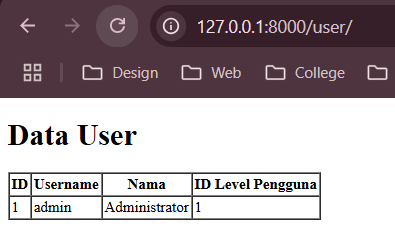 127.0.0.1:8000/user/
Design Web College
Data User
ID Username Nama ID Level Pengguna
1 admin Administrator 1